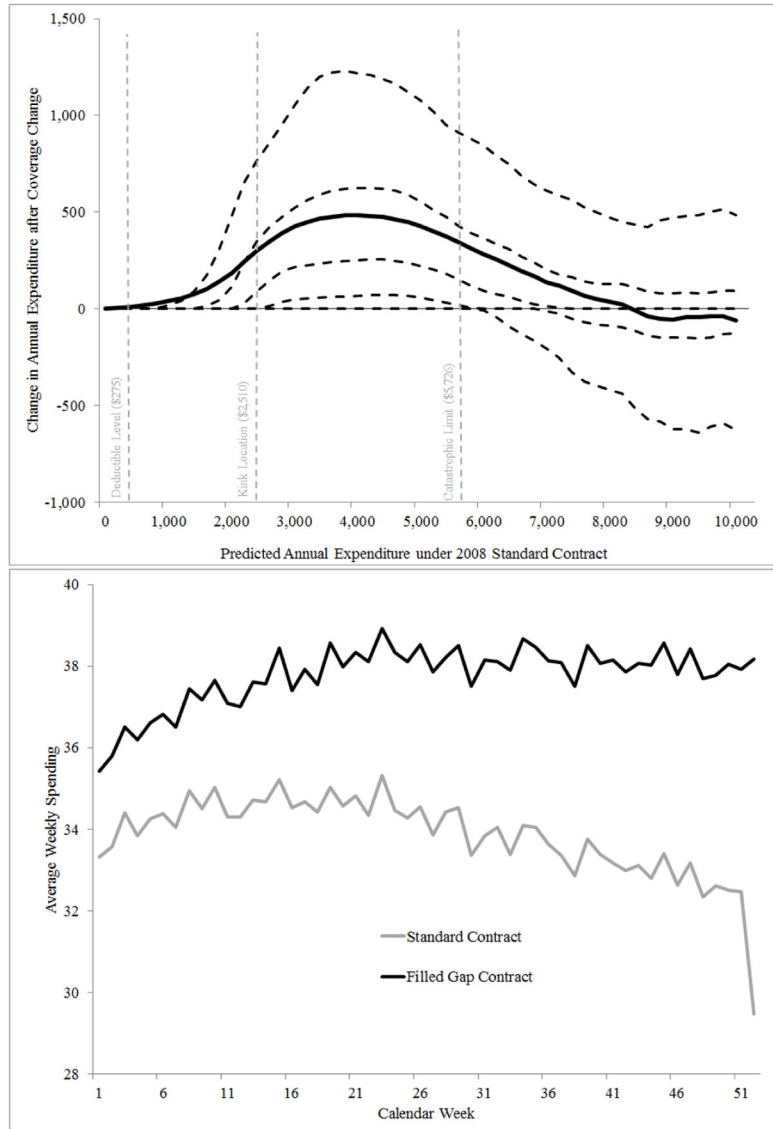 1,500
1,000
500
0
-500
-1,000
Change in Annual Expenditure after Coverage Change
Deductible Level ($275)
Kink Location ($2,510)
Catastrophic Limit ($5,726)
0 1,000 2,000 3,000 4,000 5,000 6,000 7,000 8,000 9,000 10,000
Predicted Annual Expenditure under 2008 Standard Contract
40
38
36
34
32
30
28
Average Weekly Spending
Standard Contract
Filled Gap Contract
1 6 11 16 21 26 31 36 41 46 51
Calendar Week